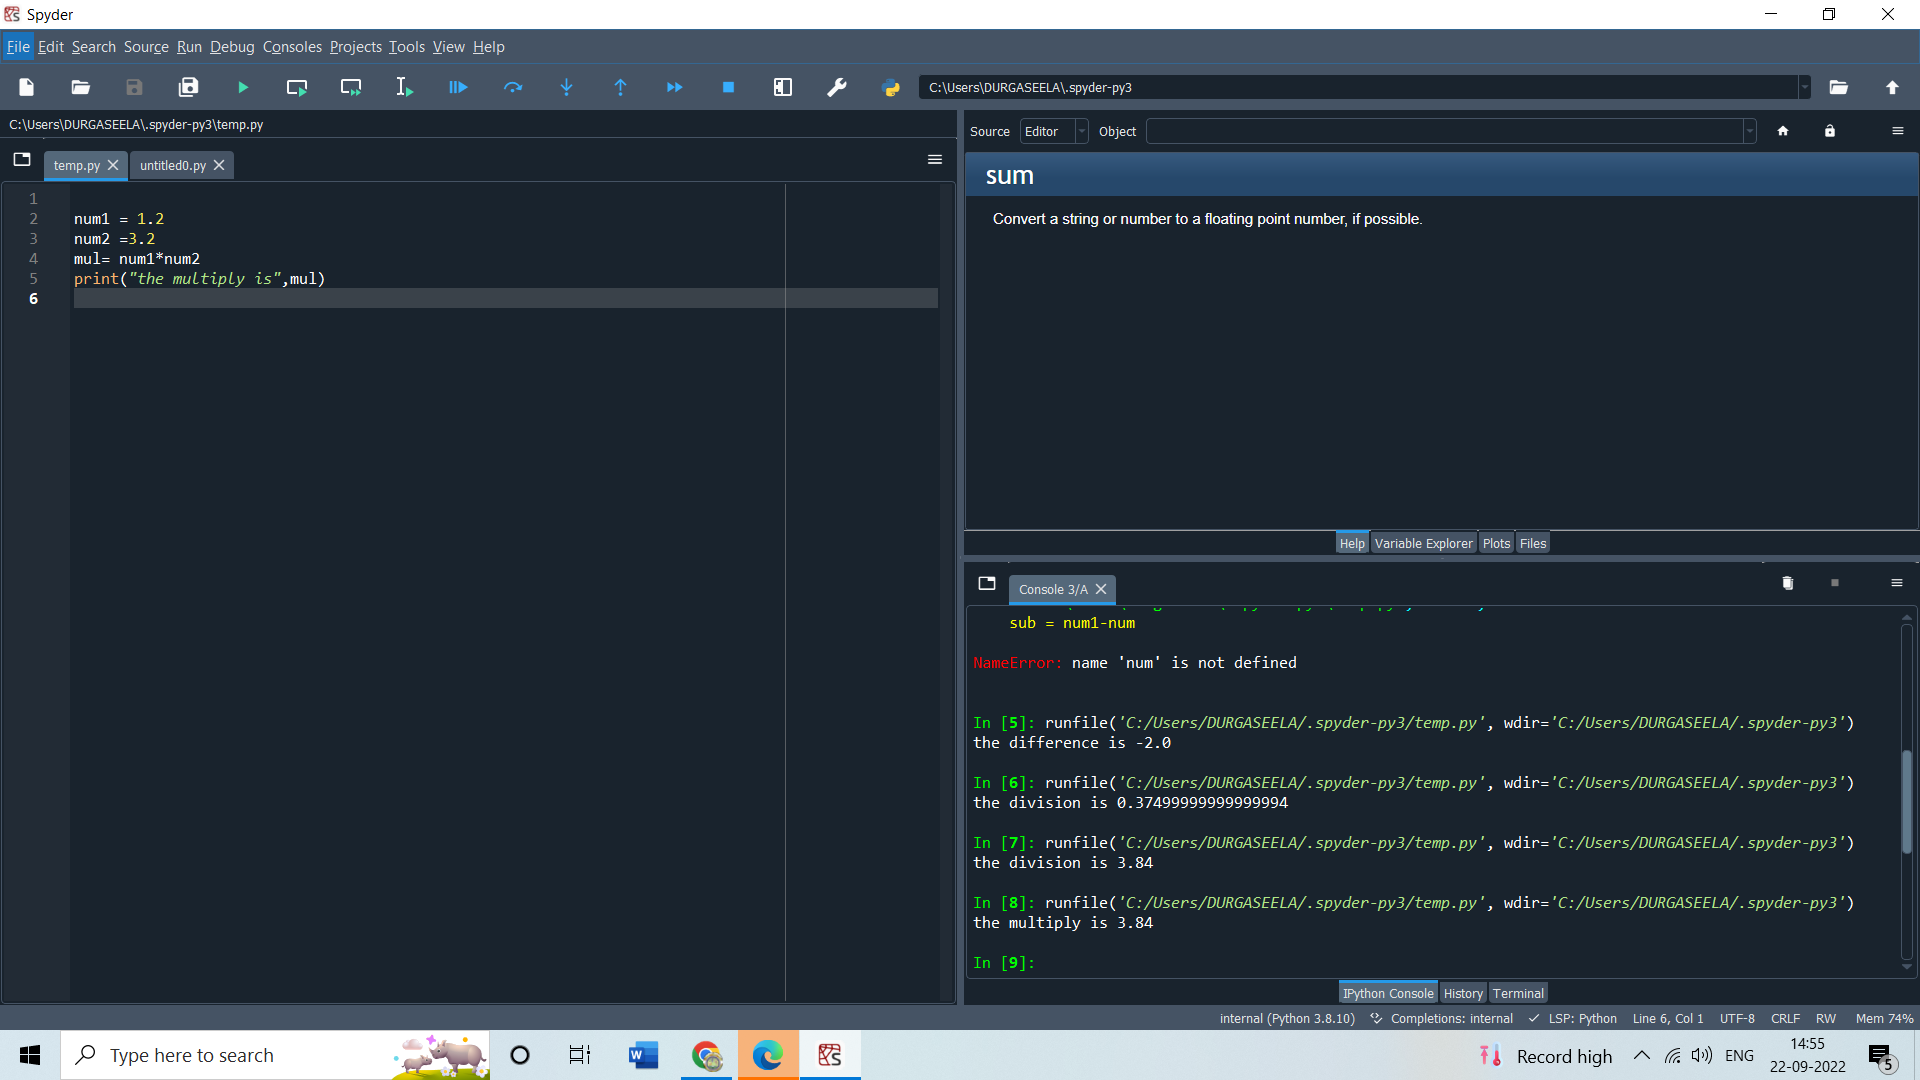 Spyder
File Edit Search Source Run Debug Consoles Projects Tools View Help
C:\Users\DURGASEELA\.spyder-py3
C:\Users\DURGASEELA\.spyder-py3\temp.py
temp.py untitled0.py
1
2 num1 = 1.2
3 num2 =3.2
4 mul= num1*num2
5 print("the multiply is",mul)
6
Source Editor Object
sum
Convert a string or number to a floating point number, if possible.
Help Variable Explorer Plots Files
Console 3/A
sub = num1-num
NameError: name 'num' is not defined
In [5]: runfile('C:/Users/DURGASEELA/.spyder-py3/temp.py', wdir='C:/Users/DURGASEELA/.spyder-py3')
the difference is -2.0
In [6]: runfile('C:/Users/DURGASEELA/.spyder-py3/temp.py', wdir='C:/Users/DURGASEELA/.spyder-py3')
the division is 0.37499999999999994
In [7]: runfile('C:/Users/DURGASEELA/.spyder-py3/temp.py', wdir='C:/Users/DURGASEELA/.spyder-py3')
the division is 3.84
In [8]: runfile('C:/Users/DURGASEELA/.spyder-py3/temp.py', wdir='C:/Users/DURGASEELA/.spyder-py3')
the multiply is 3.84
In [9]:
IPython Console History Terminal
internal (Python 3.8.10) Completions: internal LSP: Python Line 6, Col 1 UTF-8 CRLF RW Mem 74%
Type here to search
Record high ENG
14:55
22-09-2022
5